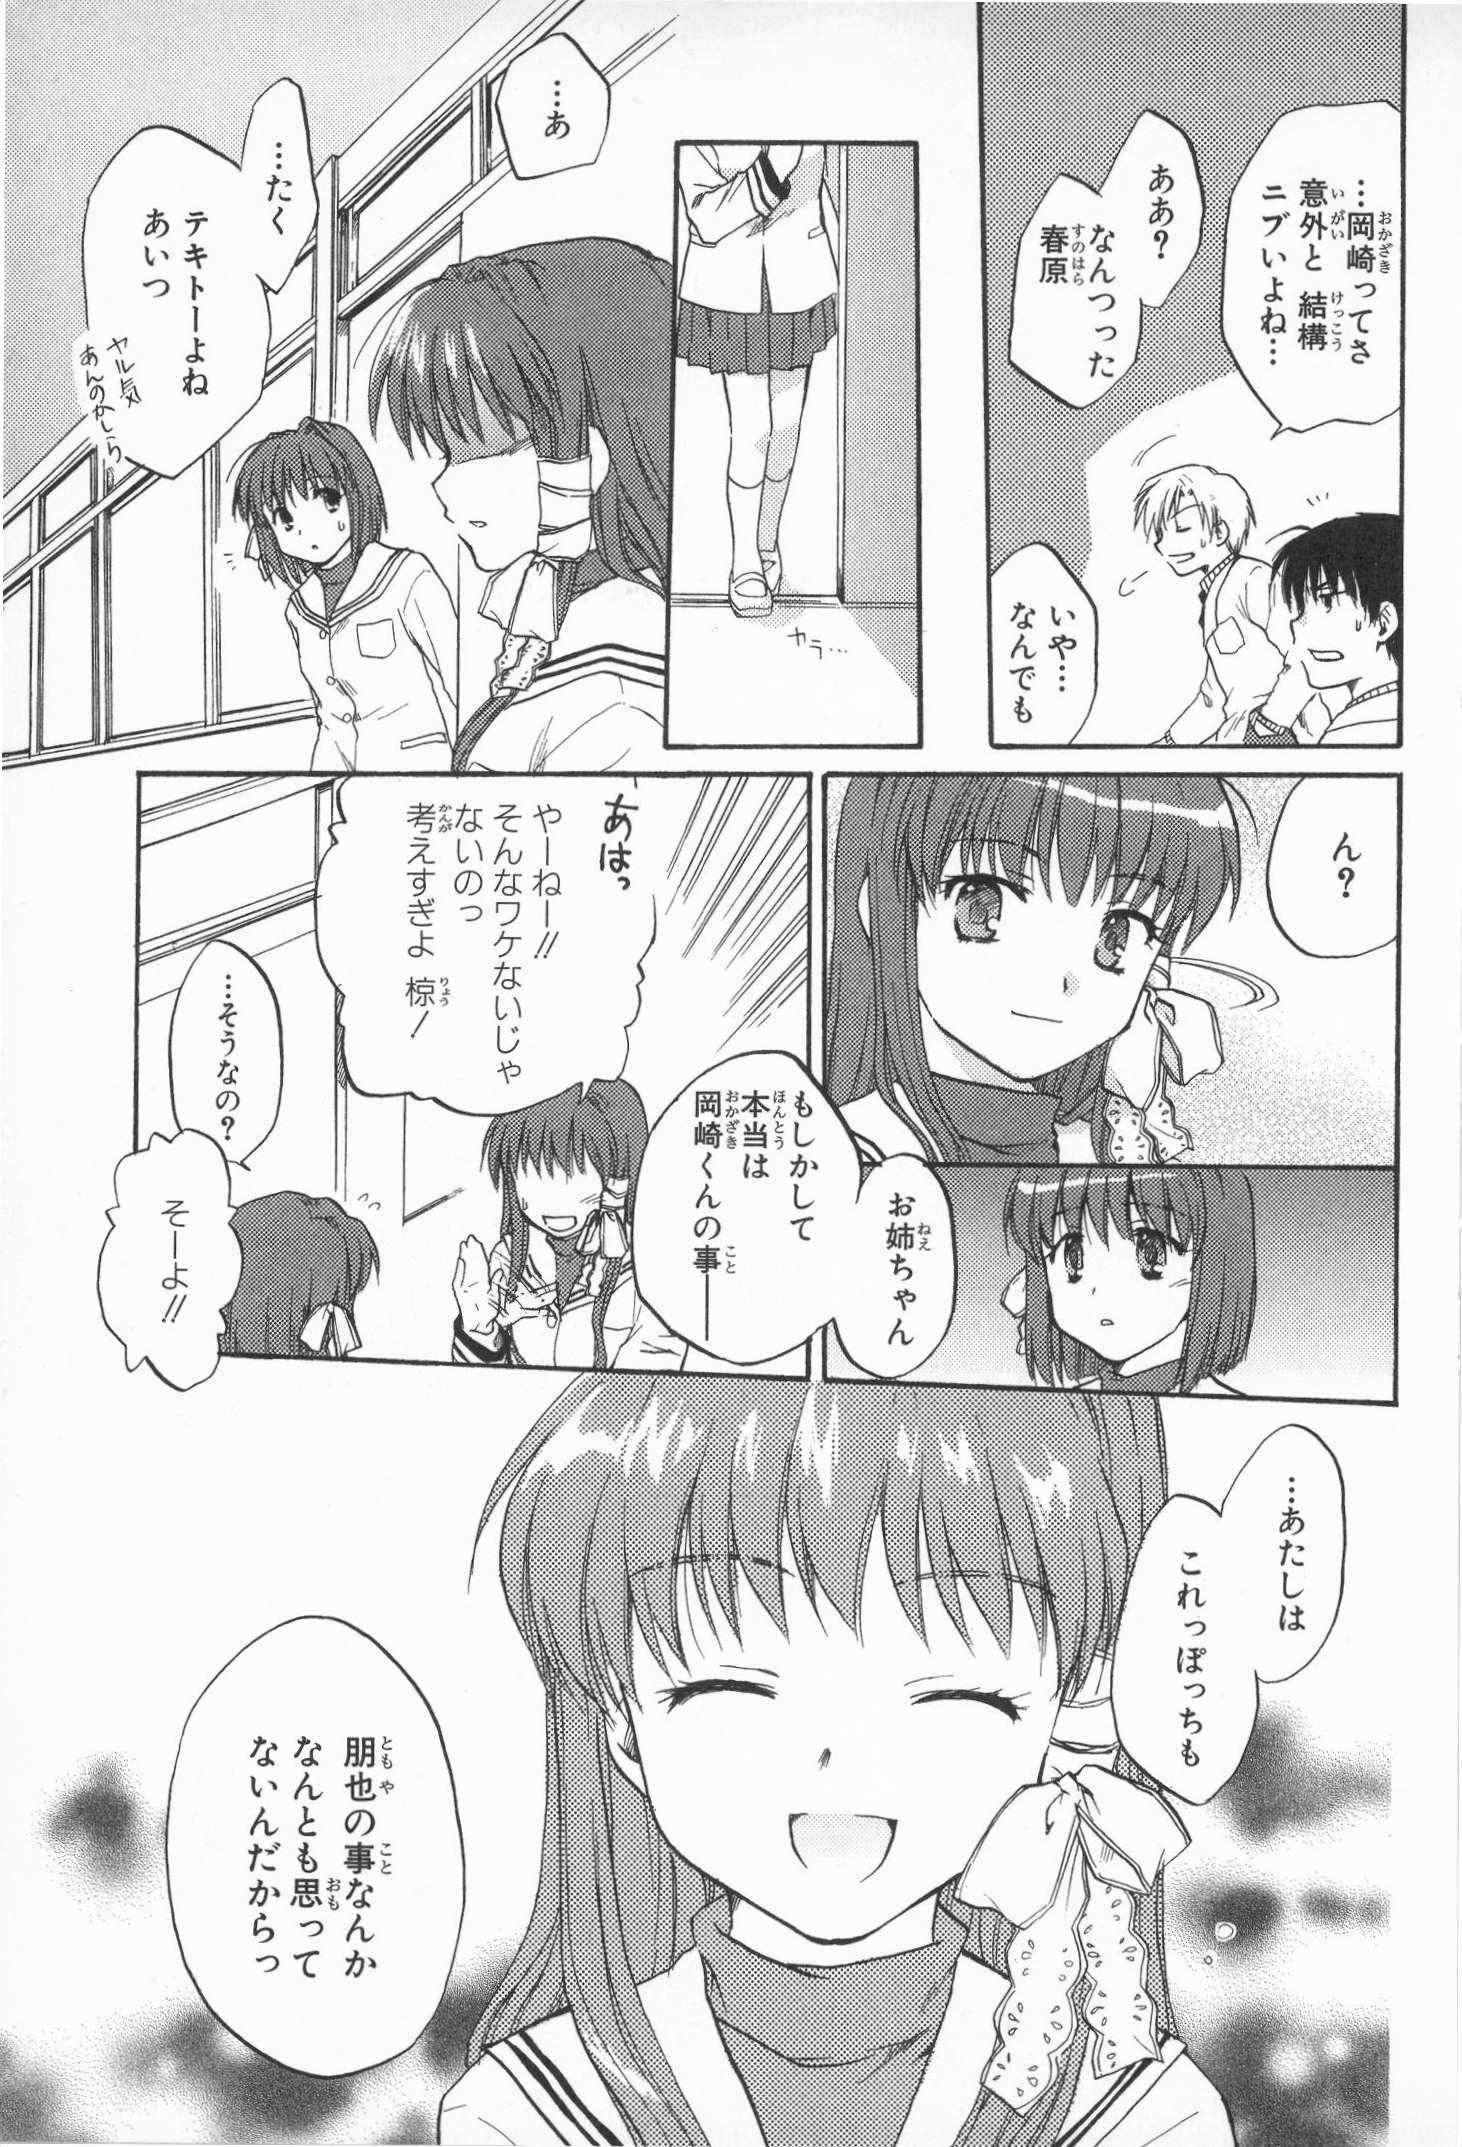 …岡崎ってさ
意外と 結構
ニブいよね…
ああ？
なんつった
春原
いや…
なんでも
カラ…
…あ
…たく
テキトーよね
あいつ
ヤル気
あんのかしら
ん？
お姉ちゃん
もしかして
本当は
岡崎くんの事──
あはっ
やーねー!!
そんなワケないじゃ
ないのっ
考えすぎよ 椋！
…そうなの？
そーよ!!
…あたしは
これっぽっちも
朋也の事なんか
なんとも思って
ないんだからっ